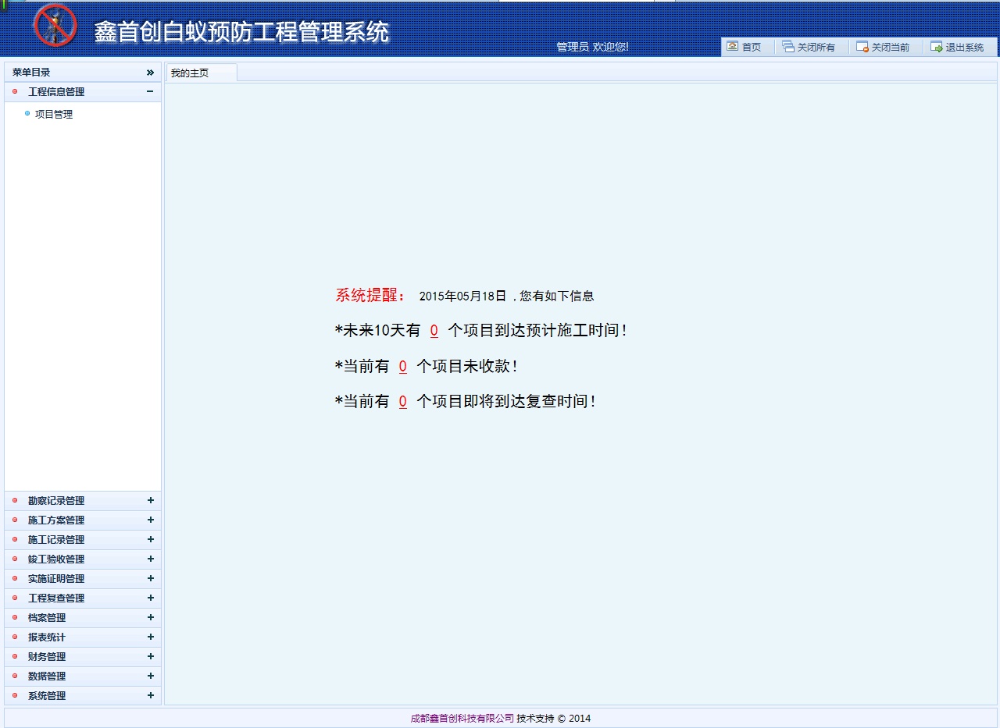 鑫首创白蚁预防工程管理系统
管理员 欢迎您!
首页 关闭所有 关闭当前 退出系统
菜单目录
我的主页
工程信息管理
项目管理
系统提醒： 2015年05月18日 , 您有如下信息
*未来10天有 0 个项目到达预计施工时间!
*当前有 0 个项目未收款!
*当前有 0 个项目即将到达复查时间!
勘察记录管理
施工方案管理
施工记录管理
竣工验收管理
实施证明管理
工程复查管理
档案管理
报表统计
财务管理
数据管理
系统管理
成都鑫首创科技有限公司 技术支持 © 2014